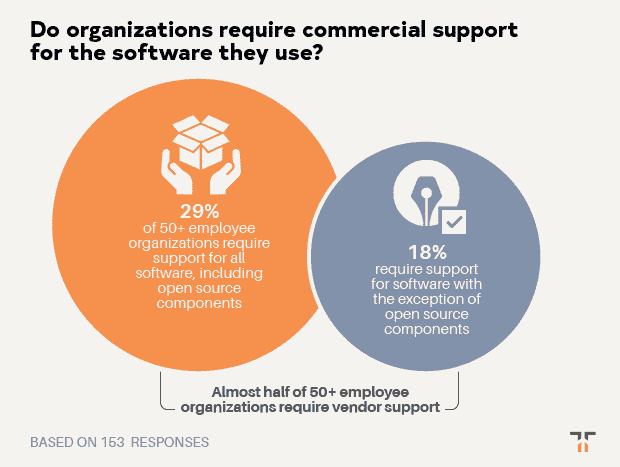 Do organizations require commercial support
for the software they use?
29%
of 50+ employee
organizations require
support for all
software, including
open source
components
18%
require support
for software with
the exception of
open source
components
Almost half of 50+ employee
organizations require vendor support
BASED ON 153 RESPONSES